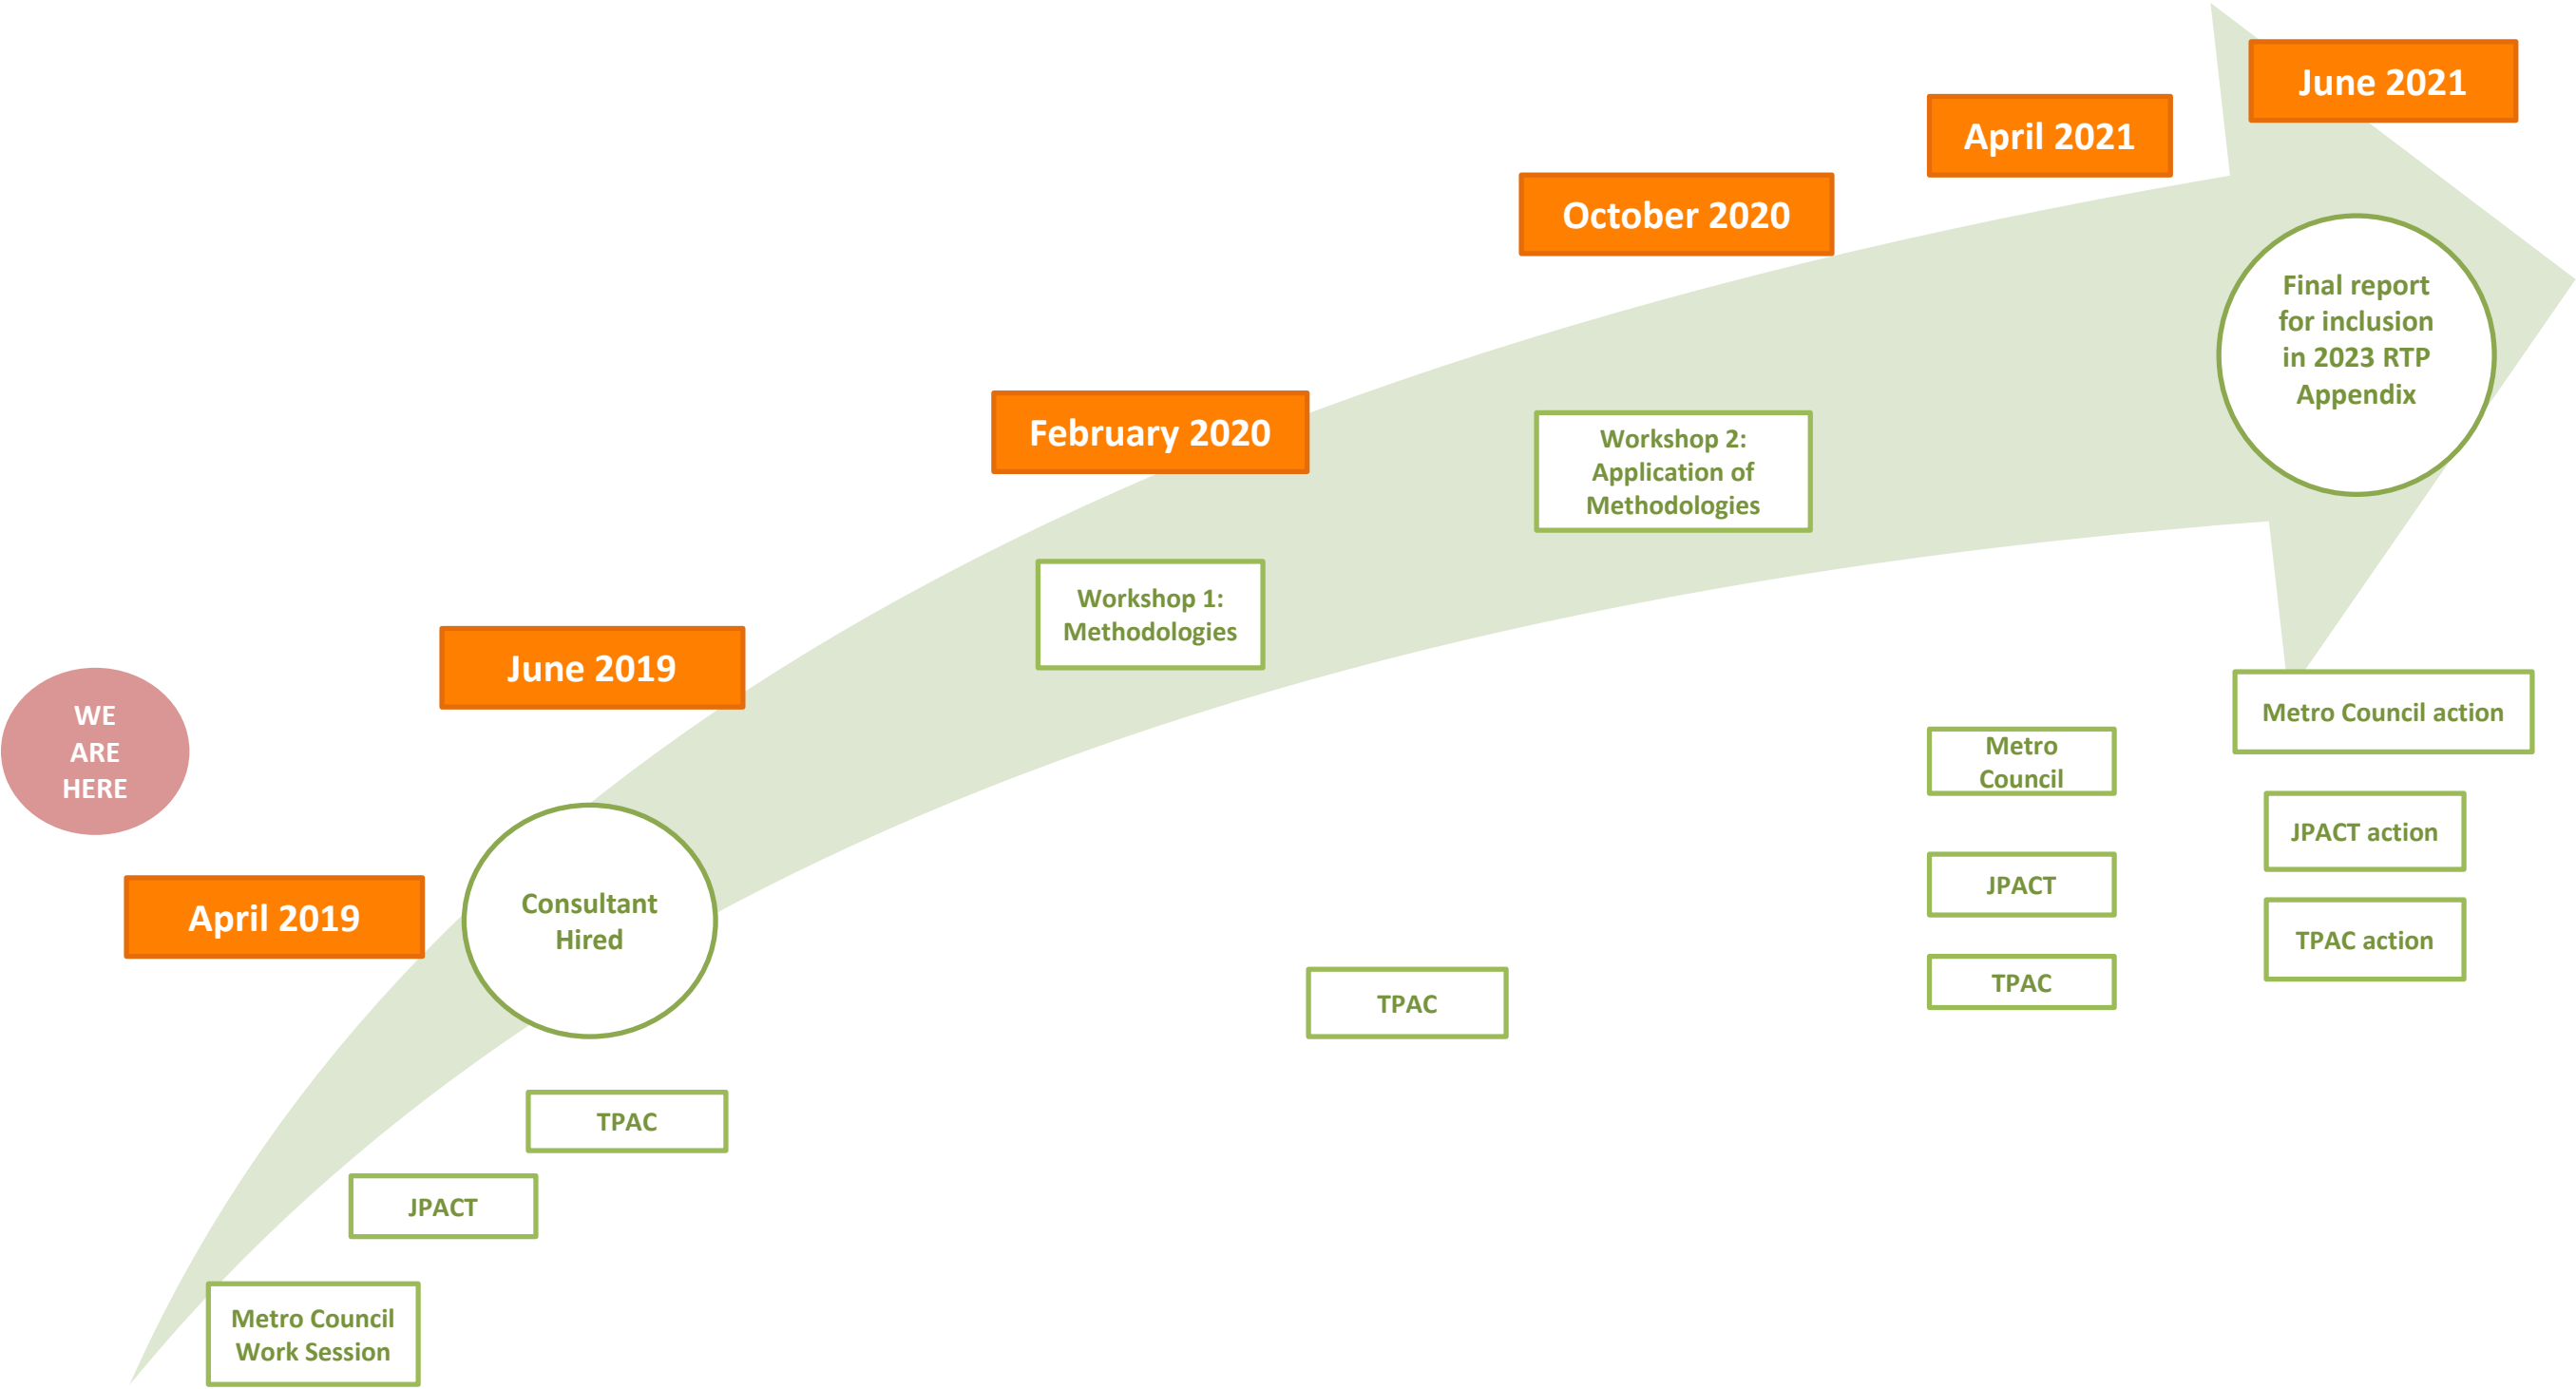 June 2021
April 2021
October 2020
Final report
for inclusion
in 2023 RTP
Appendix
February 2020
Workshop 2:
Application of
Methodologies
Workshop 1:
Methodologies
June 2019
WE
ARE
HERE
Metro Council action
Metro
Council
JPACT action
JPACT
April 2019
Consultant
Hired
TPAC action
TPAC
TPAC
TPAC
JPACT
Metro Council
Work Session